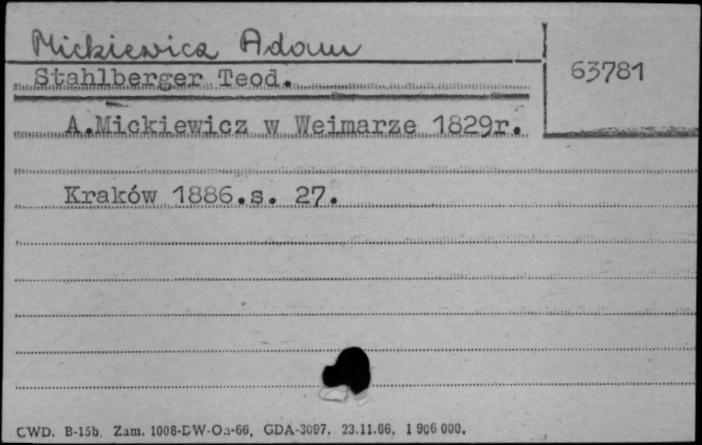 Mickiewicz Adam
63781
Stahlberger Teod.
A.Mickiewicz w Weimarze 1829r.
Kraków 1886.s. 27.
CWD. B-15b. Zam. 1008-DW-Oa-66. GDA-3097. 23.11.66. 1 906 000.